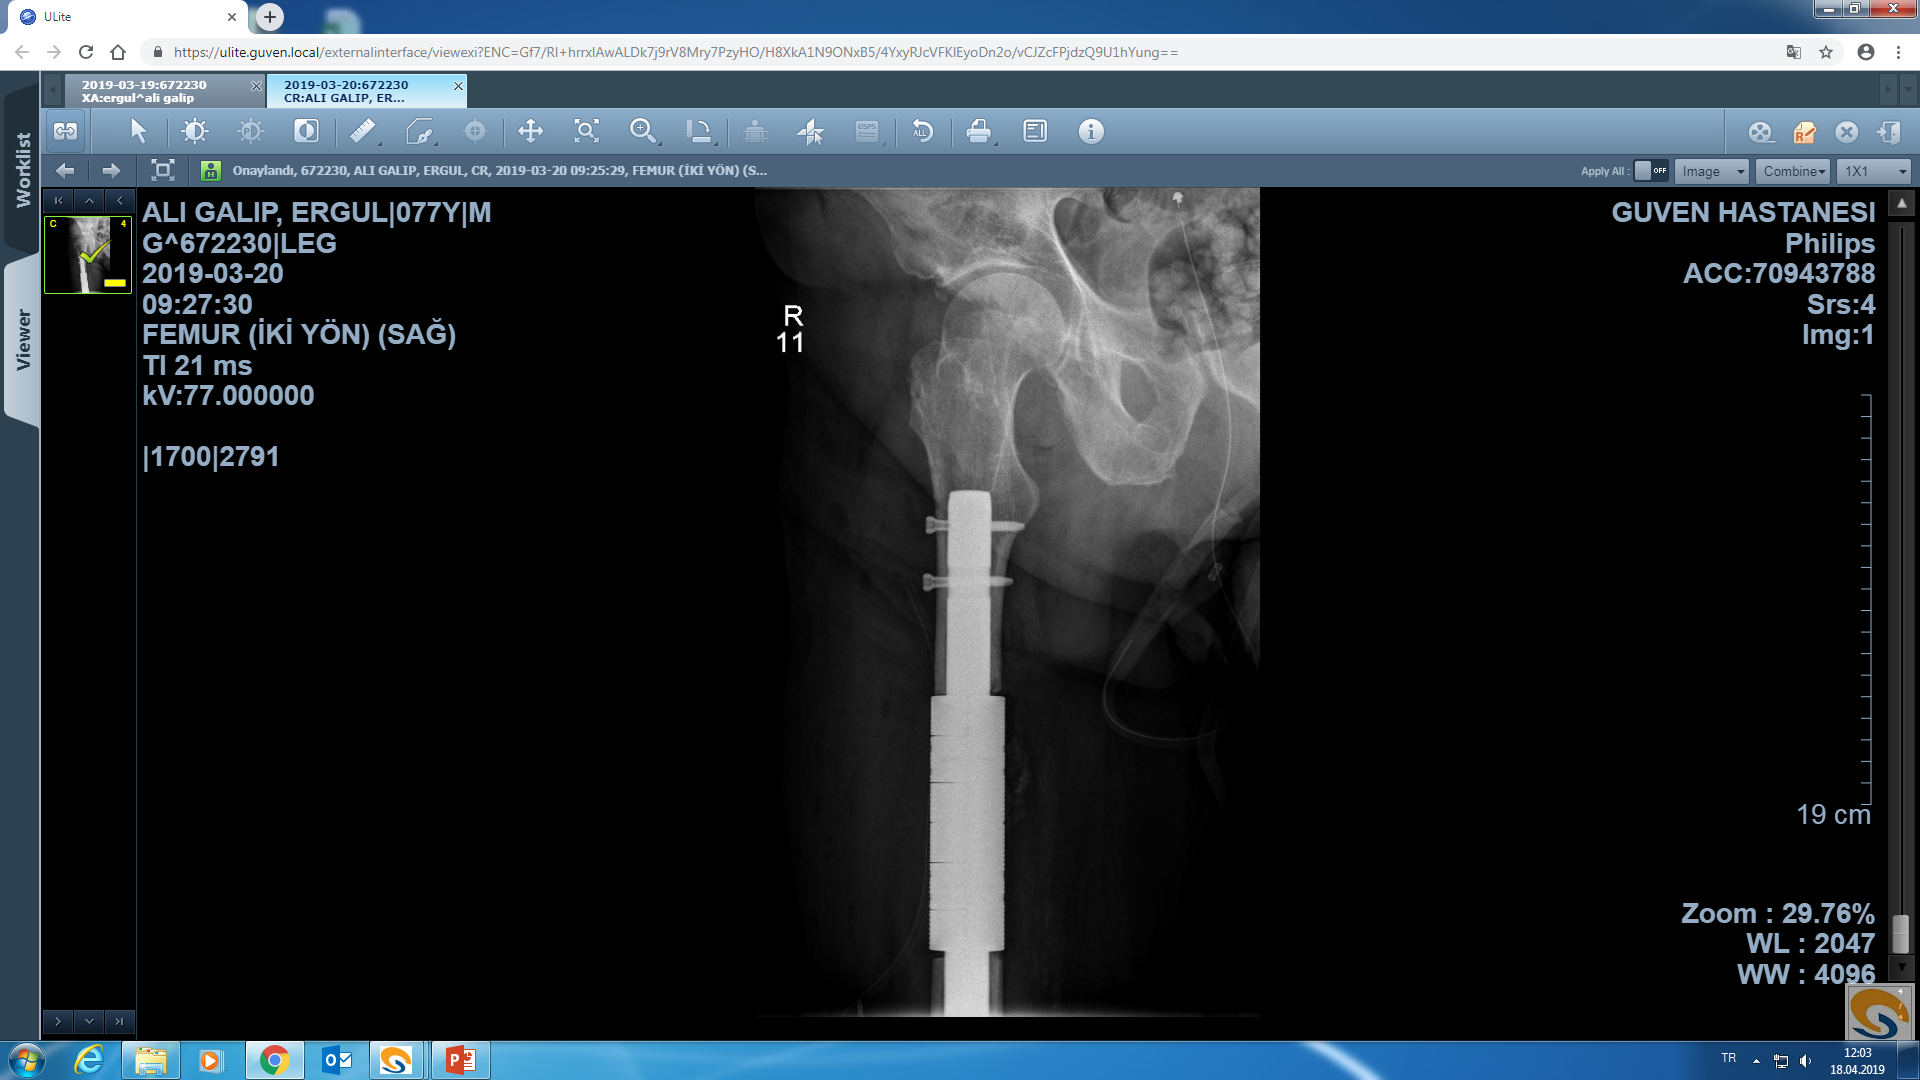 ULite
https://ulite.guven.local/externalinterface/viewexi?ENC=Gf7/RI+hrrxlAwALDk7j9rV8Mry7PzyHO/H8XkA1N9ONxB5/4YxyRJcVFKlEyoDn2o/vCJZcFPjdzQ9U1hYung==
2019-03-19:672230
XA:ergul^ali galip
2019-03-20:672230
CR:ALI GALIP, ER...
Worklist
Viewer
GSPS
ALL
R
Onaylandı, 672230, ALI GALIP, ERGUL, CR, 2019-03-20 09:25:29, FEMUR (İKİ YÖN) (S...
Apply All :
OFF
Image
Combine
1X1
C
4
ALI GALIP, ERGUL|077Y|M
G^672230|LEG
2019-03-20
09:27:30
FEMUR (İKİ YÖN) (SAĞ)
TI 21 ms
kV:77.000000
|1700|2791
R
11
GUVEN HASTANESI
Philips
ACC:70943788
Srs:4
Img:1
19 cm
Zoom : 29.76%
WL : 2047
WW : 4096
TR
12:03
18.04.2019